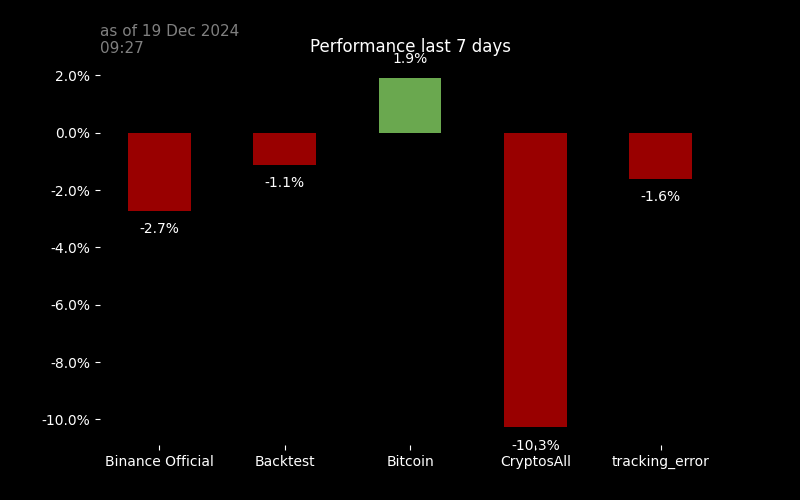 as of 19 Dec 2024
09:27
Performance last 7 days
1.9%
2.0%
0.0%
-2.0%
-4.0%
-6.0%
-8.0%
-10.0%
-2.7%
-1.1%
-1.6%
-10.3%
Binance Official
Backtest
Bitcoin
CryptosAll
tracking_error